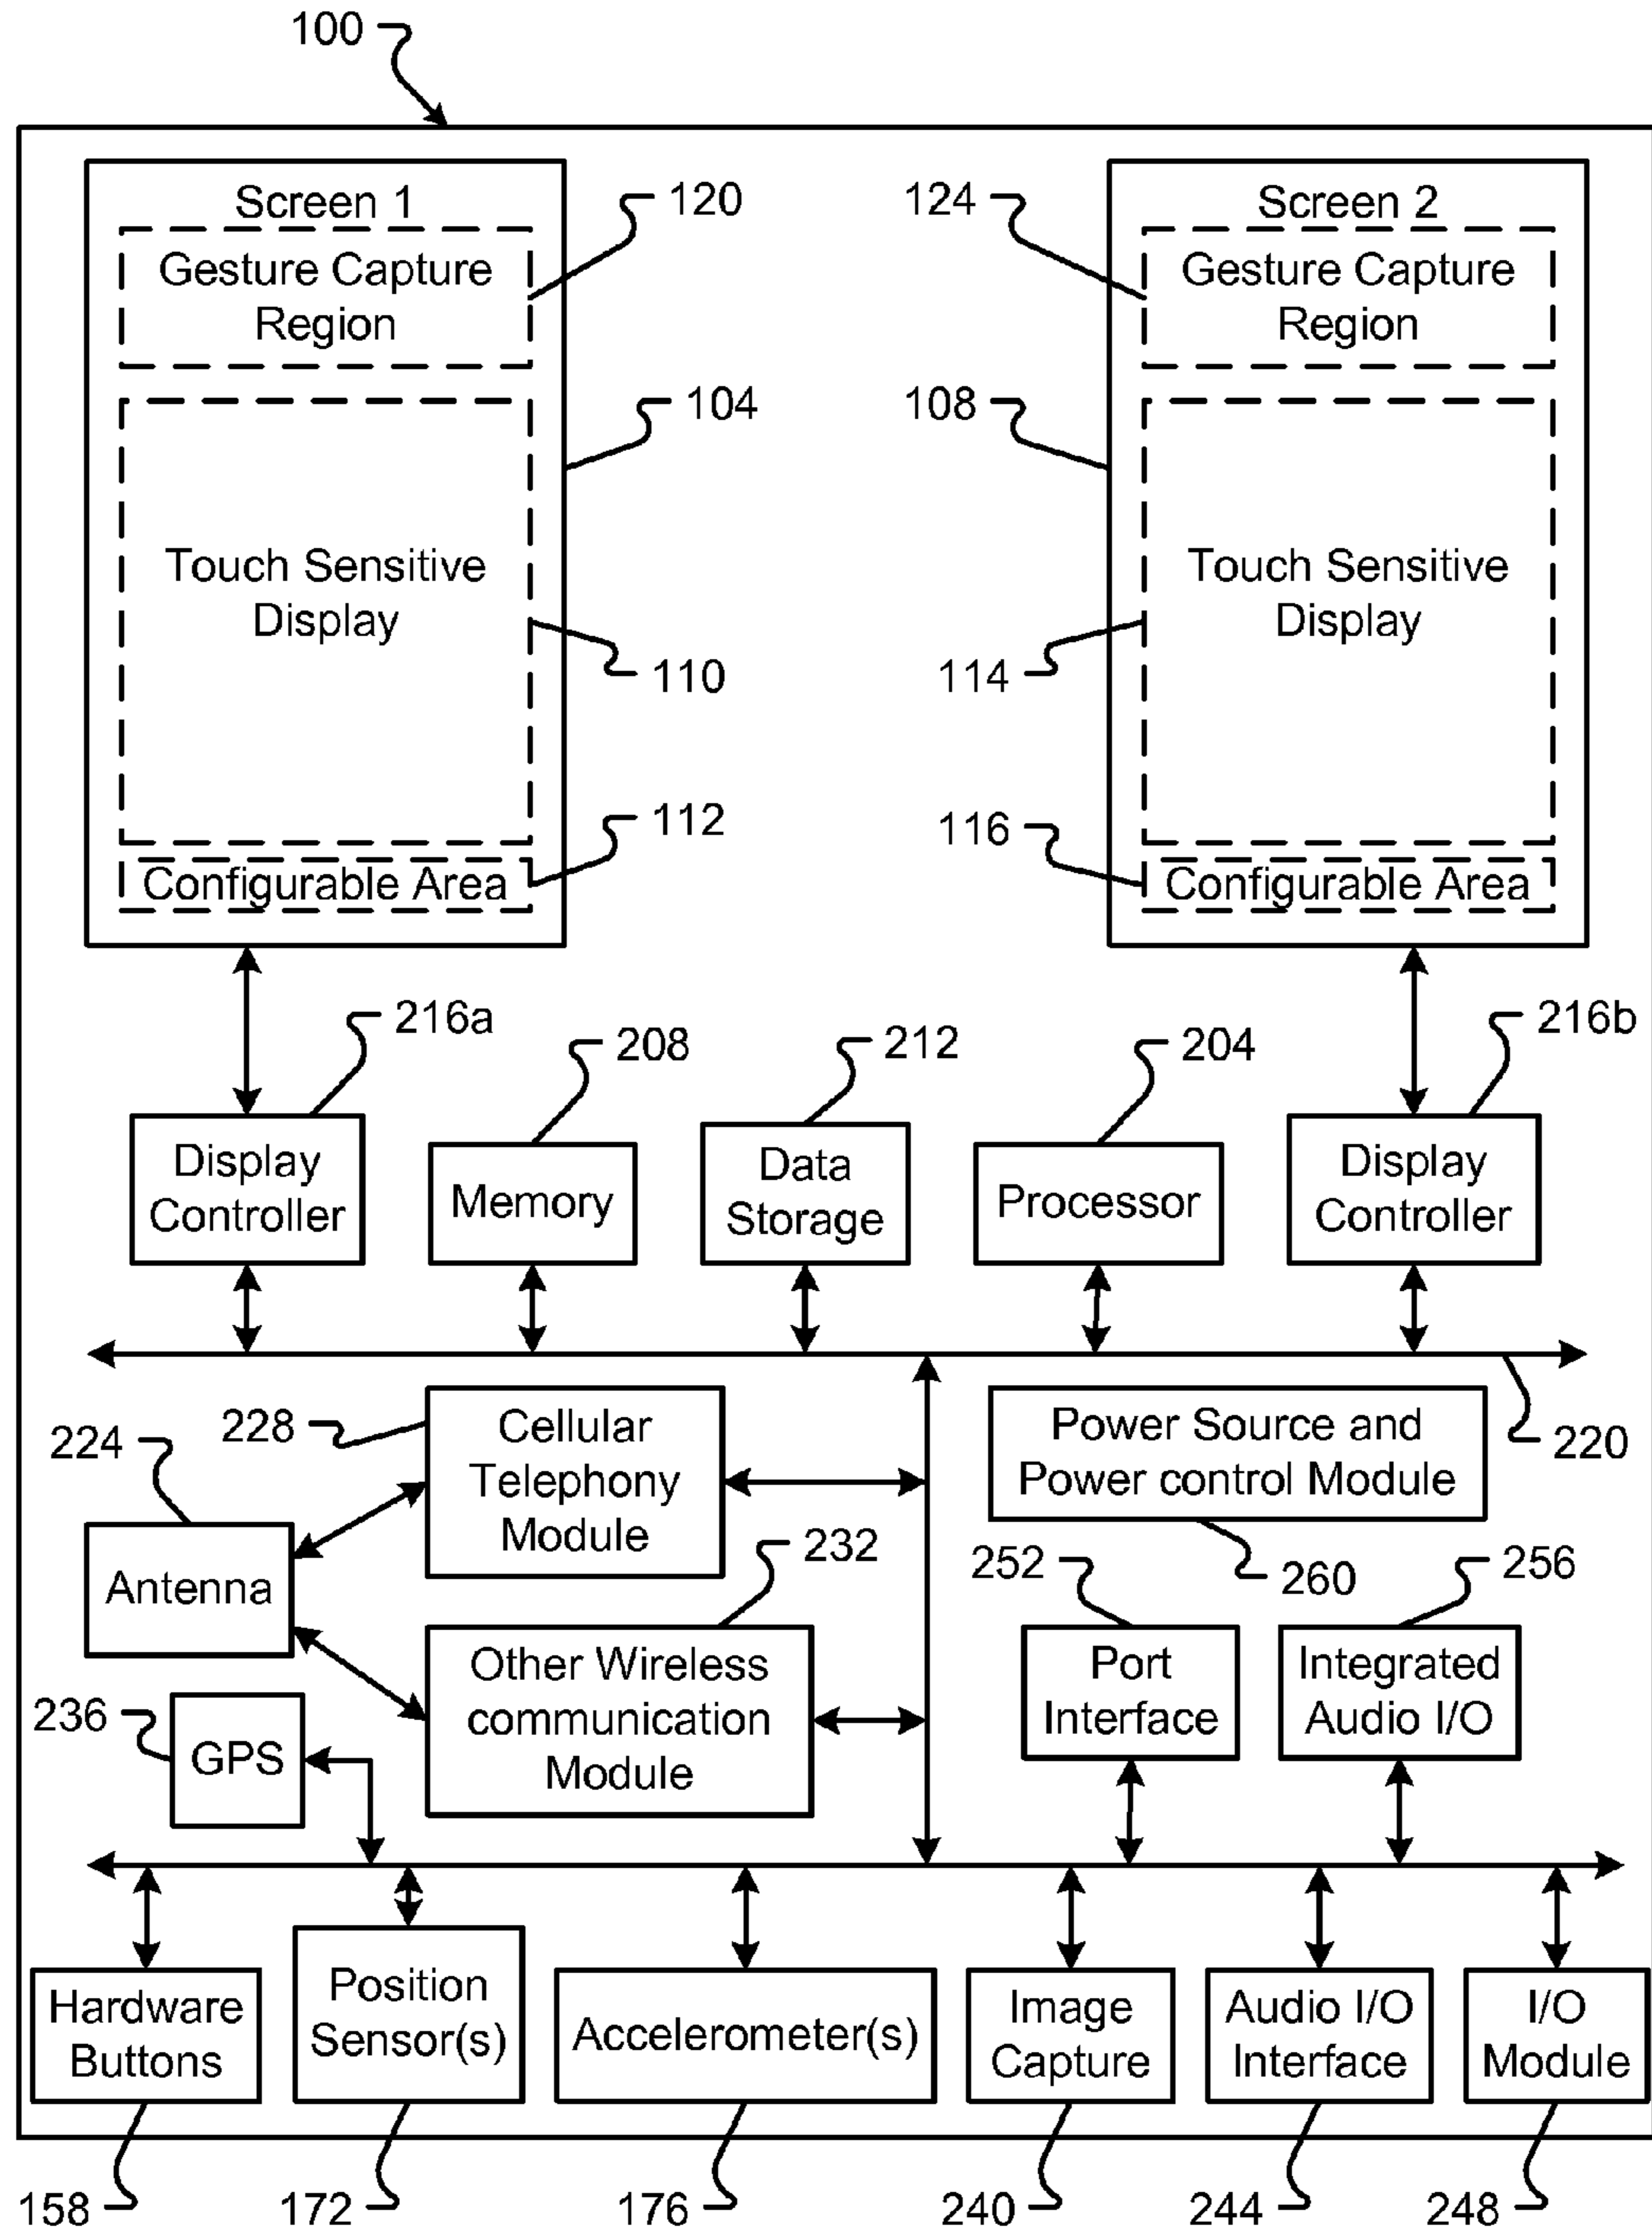 100
Screen 1
120
124
Screen 2
Gesture Capture
Region
Gesture Capture
Region
104
108
Touch Sensitive
Display
Touch Sensitive
Display
110
114
112
116
Configurable Area
Configurable Area
216a
208
212
204
216b
Display
Controller
Memory
Data
Storage
Processor
Display
Controller
228
224
Cellular
Telephony
Module
Power Source and
Power control Module
220
232
252
260
256
Antenna
Other Wireless
communication
Module
Port
Interface
Integrated
Audio I/O
236
GPS
Hardware
Buttons
Position
Sensor(s)
Accelerometer(s)
Image
Capture
Audio I/O
Interface
I/O
Module
158
172
176
240
244
248